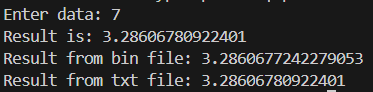 Enter data: 7
Result is: 3.28606780922401
Result from bin file: 3.2860677242279053
Result from txt file: 3.28606780922401